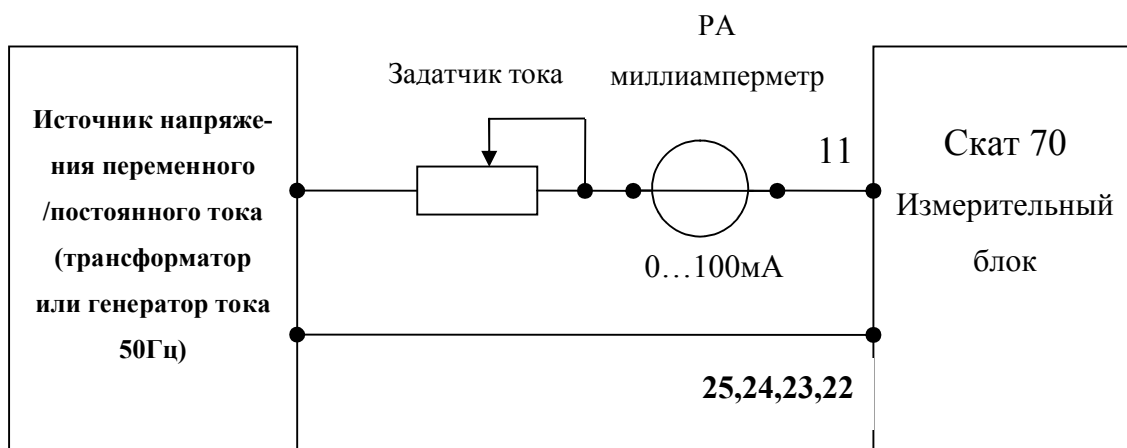 Источник напряже-
ния переменного
/постоянного тока
(трансформатор
или генератор тока
50Гц)
Задатчик тока
РА
миллиамперметр
0…100мА
11
25,24,23,22
Скат 70
Измерительный
блок